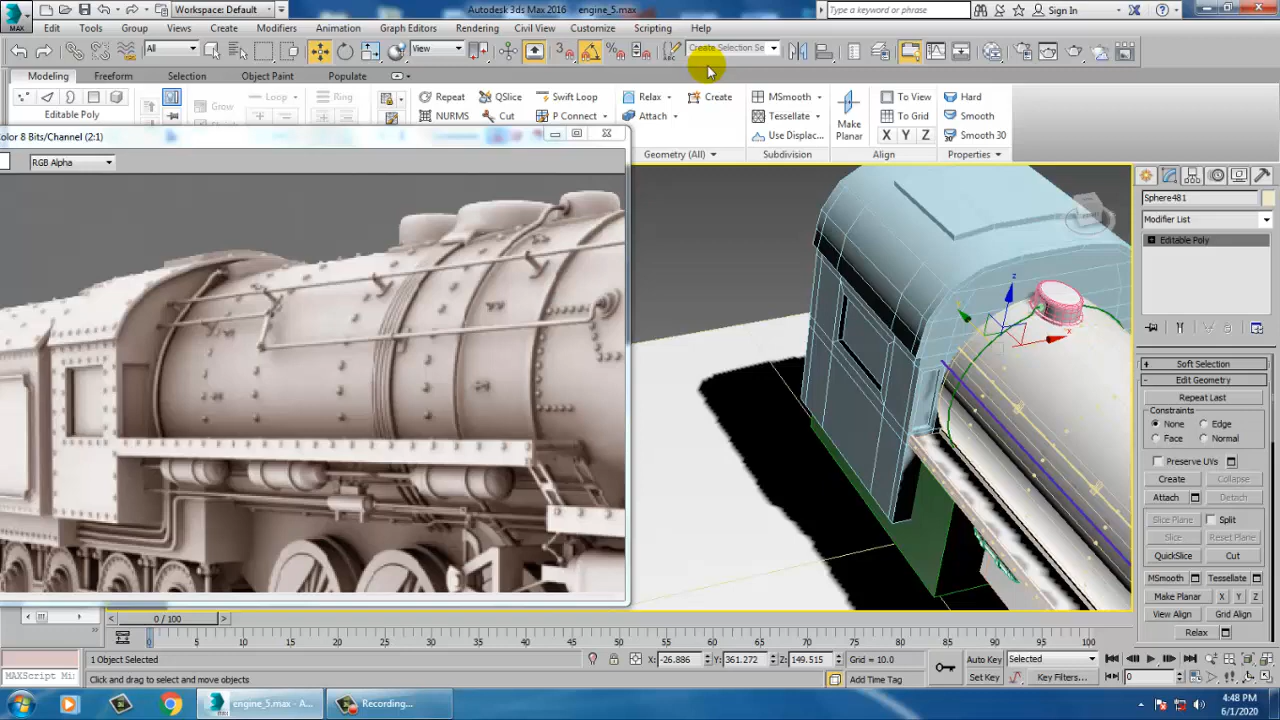 Workspace: Default
Autodesk 3ds Max 2016 engine_5.max
Type a keyword or phrase
Sign In
MAX
Edit Tools Group Views Create Modifiers Animation Graph Editors Rendering Civil View Customize Scripting Help
All
View
Create Selection Se
Modeling Freeform Selection Object Paint Populate
Ring Repeat QSlice Swift Loop Relax Create MSmooth To View Hard
Grow NURMS Cut P Connect Attach Tessellate Make Planar To Grid Smooth
Use Displac... X Y Z Smooth 30
Edit Poly
Color 8 Bits/Channel (2:1)
Geometry (All) Subdivision Align Properties
RGB Alpha
z
x
Sphere481
Modifier List
Editable Poly
Soft Selection
Edit Geometry
Repeat Last
Constraints
None Edge
Face Normal
Preserve UVs
Create Collapse
Attach Detach
Slice Plane Split
Slice Reset Plane
QuickSlice Cut
MSmooth Tessellate
Make Planar X Y Z
View Align Grid Align
Relax
0 / 100
0 5 10 15 20 25 30 35 40 45 50 55 60 65 70 75 80 85 90 95 100
1 Object Selected X: -26.886 Y: 361.272 Z: 149.515 Grid = 10.0 Auto Key Selected
MAXScript Mi Click and drag to select and move objects Add Time Tag Set Key Key Filters... 0
engine_5.max - A... Recording...
4:48 PM
6/1/2020